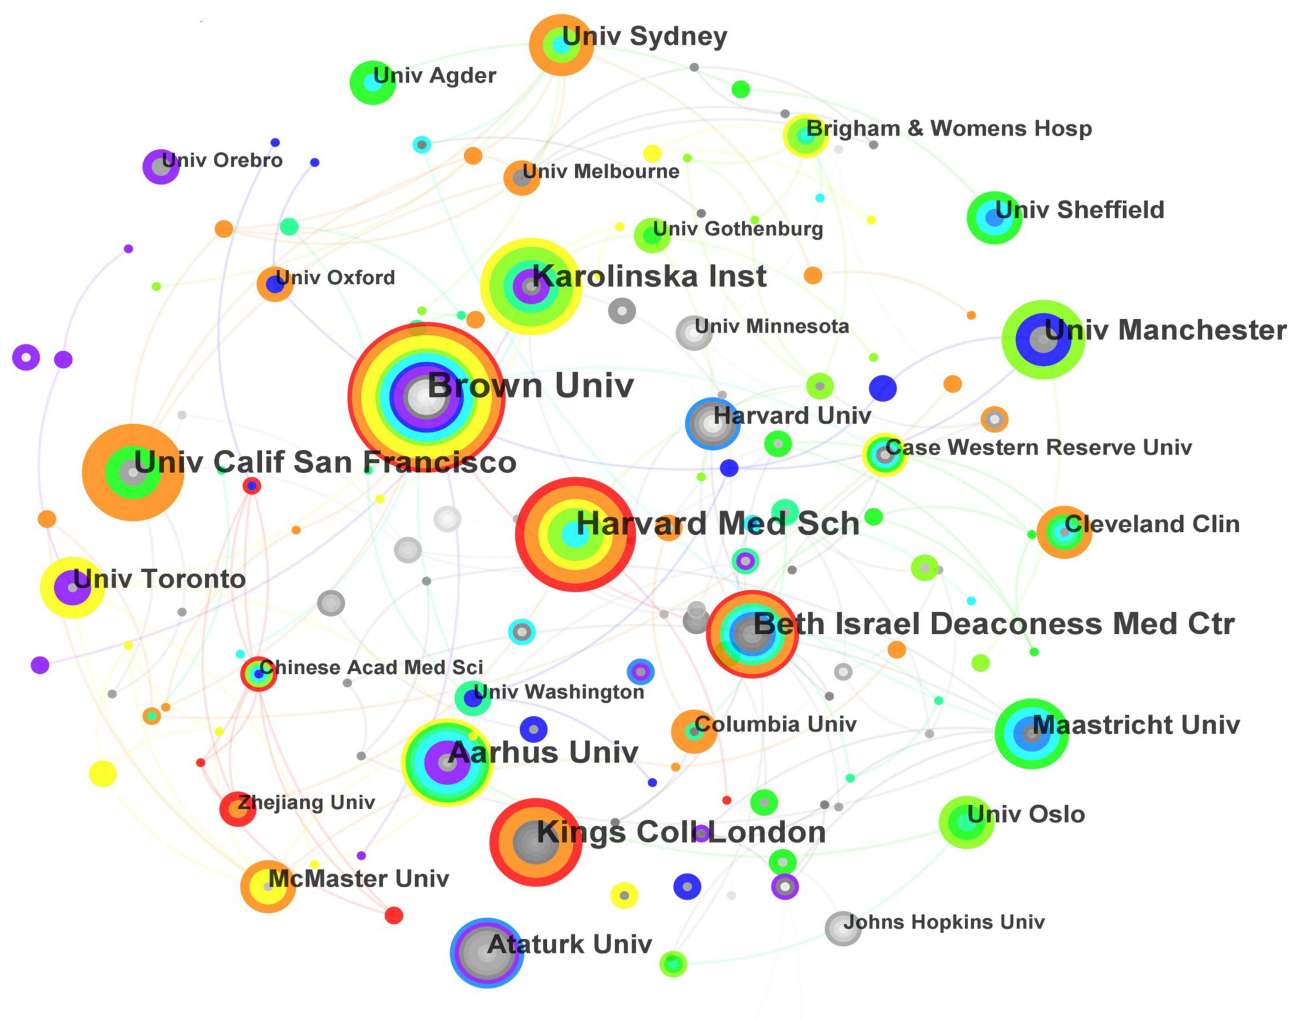 Univ Sydney
Univ Agder
Brigham & Womens Hosp
Univ Orebro
Univ Melbourne
Univ Sheffield
Univ Gothenburg
Karolinska Inst
Univ Oxford
Univ Minnesota
Univ Manchester
Brown Univ
Harvard Univ
Case Western Reserve Univ
Univ Calif San Francisco
Harvard Med Sch
Cleveland Clin
Univ Toronto
Beth Israel Deaconess Med Ctr
Chinese Acad Med Sci
Univ Washington
Columbia Univ
Maastricht Univ
Aarhus Univ
Zhejiang Univ
Univ Oslo
Kings Coll London
McMaster Univ
Johns Hopkins Univ
Ataturk Univ